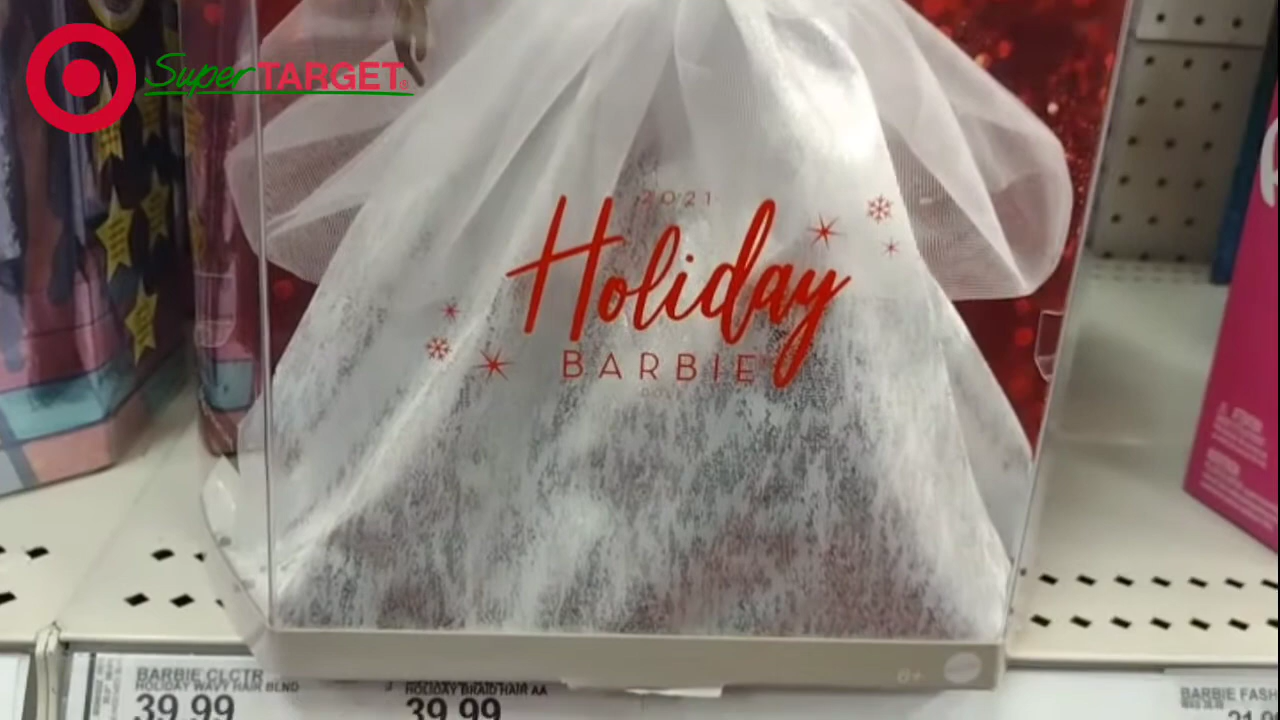 SuperTARGET
2021
Holiday
BARBIE
6+
BARBIE CLCTR
HOLIDAY WAVY HAIR BLND
39.99
HOLIDAY BRAID HAIR AA
39.99
BARBIE FASH